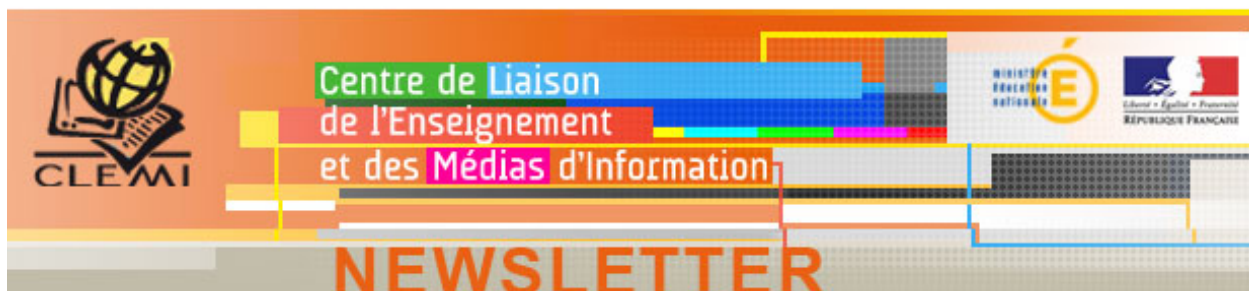 CLEMI
Centre de Liaison
de l'Enseignement
et des Médias d'Information
NEWSLETTER
ministère
éducation
nationale
É
Liberté • Égalité • Fraternité
RÉPUBLIQUE FRANÇAISE